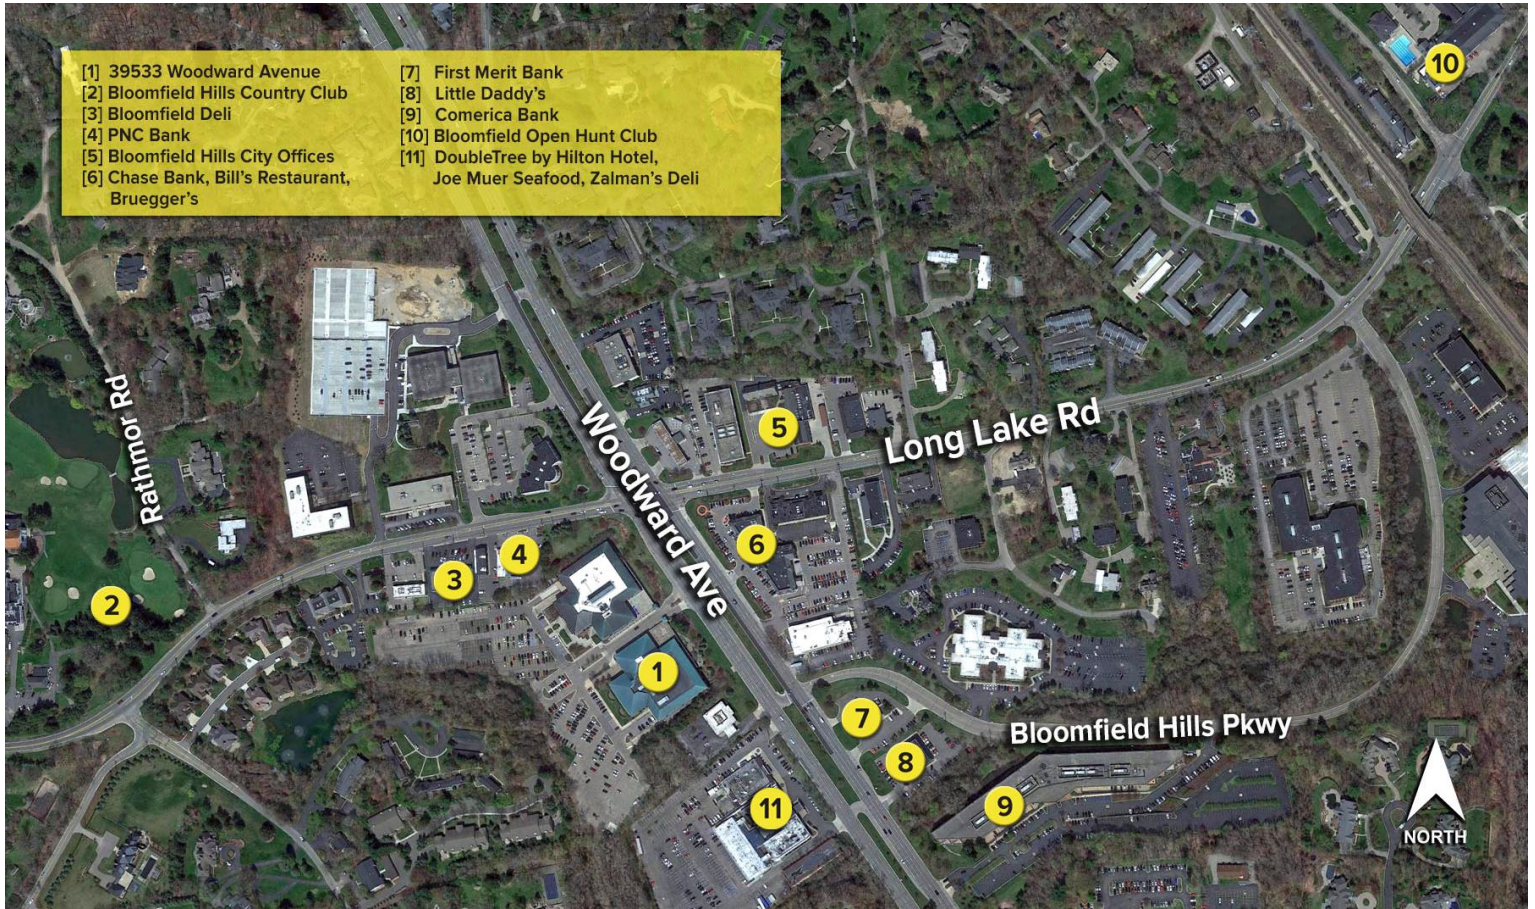 [1] 39533 Woodward Avenue
[2] Bloomfield Hills Country Club
[3] Bloomfield Deli
[4] PNC Bank
[5] Bloomfield Hills City Offices
[6] Chase Bank, Bill's Restaurant,
Bruegger's
[7] First Merit Bank
[8] Little Daddy's
[9] Comerica Bank
[10] Bloomfield Open Hunt Club
[11] DoubleTree by Hilton Hotel,
Joe Muer Seafood, Zalman's Deli
10
Rathmor Rd
Woodward Ave
Long Lake Rd
5
6
4
3
2
1
7
8
Bloomfield Hills Pkwy
11
9
NORTH